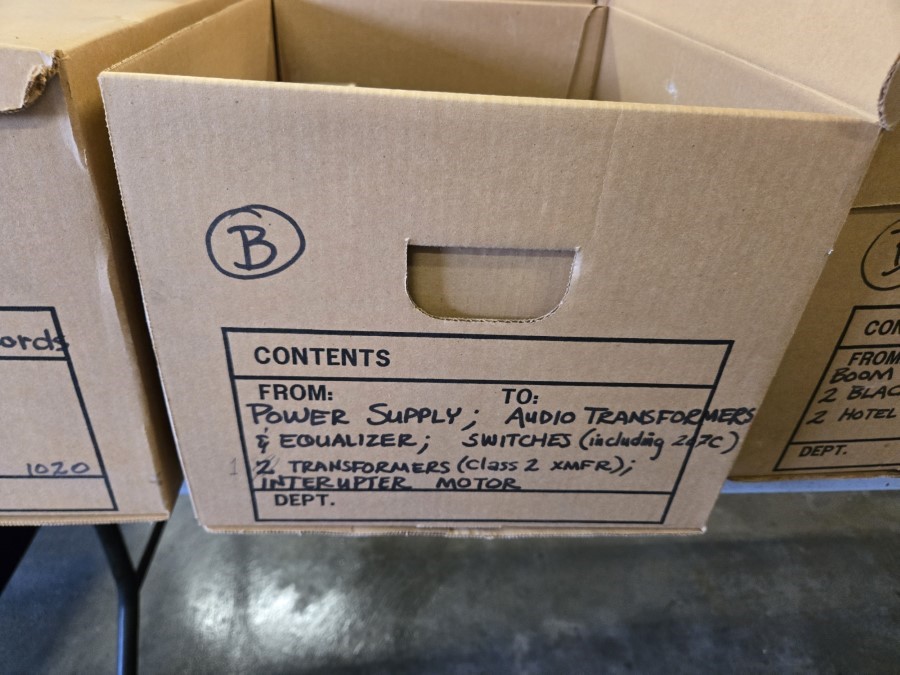 B
CONTENTS
FROM: TO:
POWER SUPPLY; AUDIO TRANSFORMERS
& EQUALIZER; SWITCHES (including 267C)
2 TRANSFORMERS (Class 2 XMFR);
INTERUPTER MOTOR
DEPT.
ords
1020
CON
FROM
BOOM
2 BLAC
2 HOTEL
DEPT.